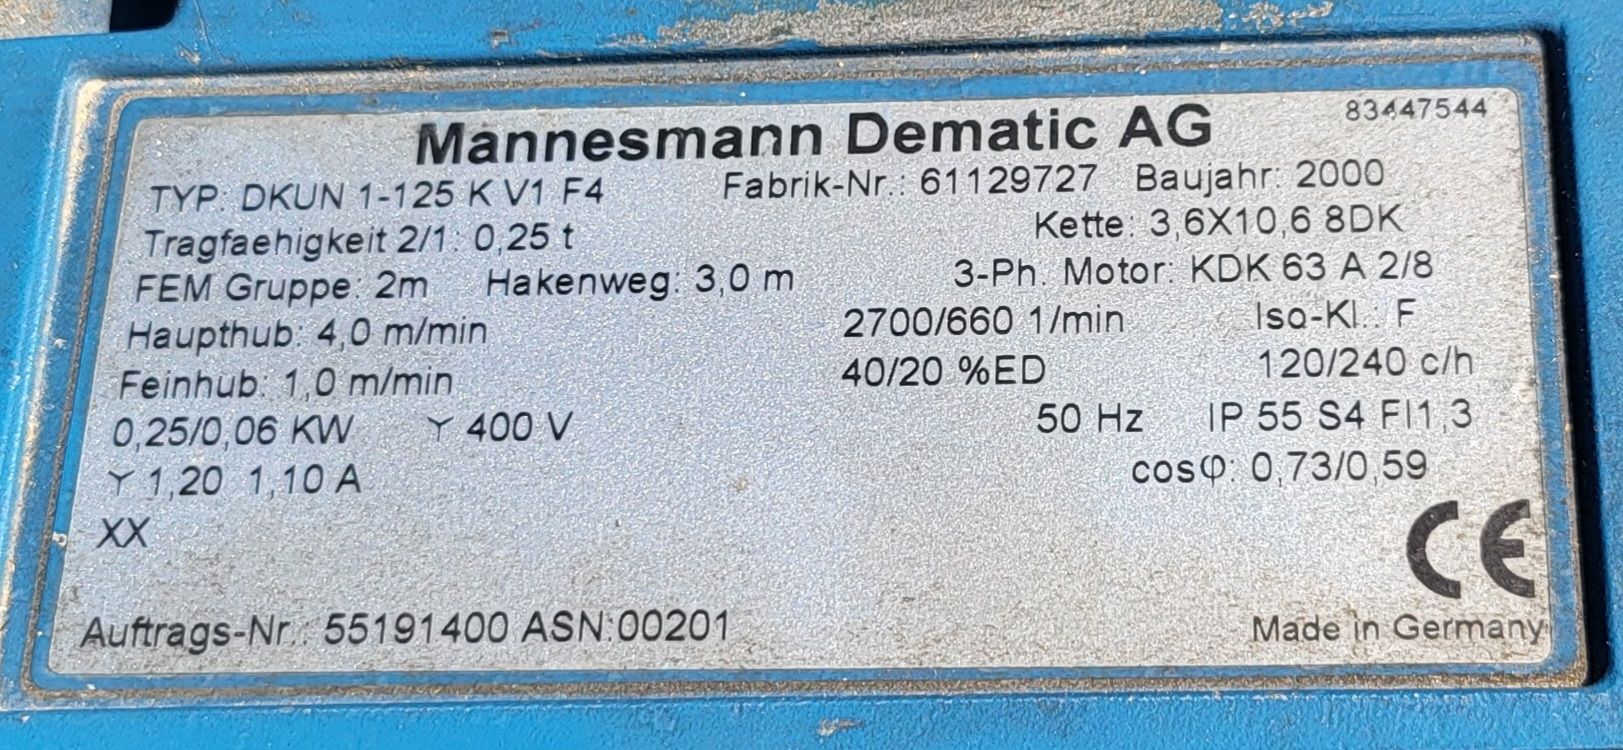 Mannesmann Dematic AG 83447544
TYP: DKUN 1-125 K V1 F4 Fabrik-Nr.: 61129727 Baujahr: 2000
Tragfaehigkeit 2/1: 0,25 t Kette: 3,6X10,6 8DK
FEM Gruppe: 2m Hakenweg: 3,0 m 3-Ph. Motor: KDK 63 A 2/8
Haupthub: 4,0 m/min 2700/660 1/min Iso-Kl.: F
Feinhub: 1,0 m/min 40/20 %ED 120/240 c/h
0,25/0,06 KW Y 400 V 50 Hz IP 55 S4 FI1,3
Y 1,20 1,10 A cosφ: 0,73/0,59
XX
CE
Auftrags-Nr.: 55191400 ASN:00201 Made in Germany